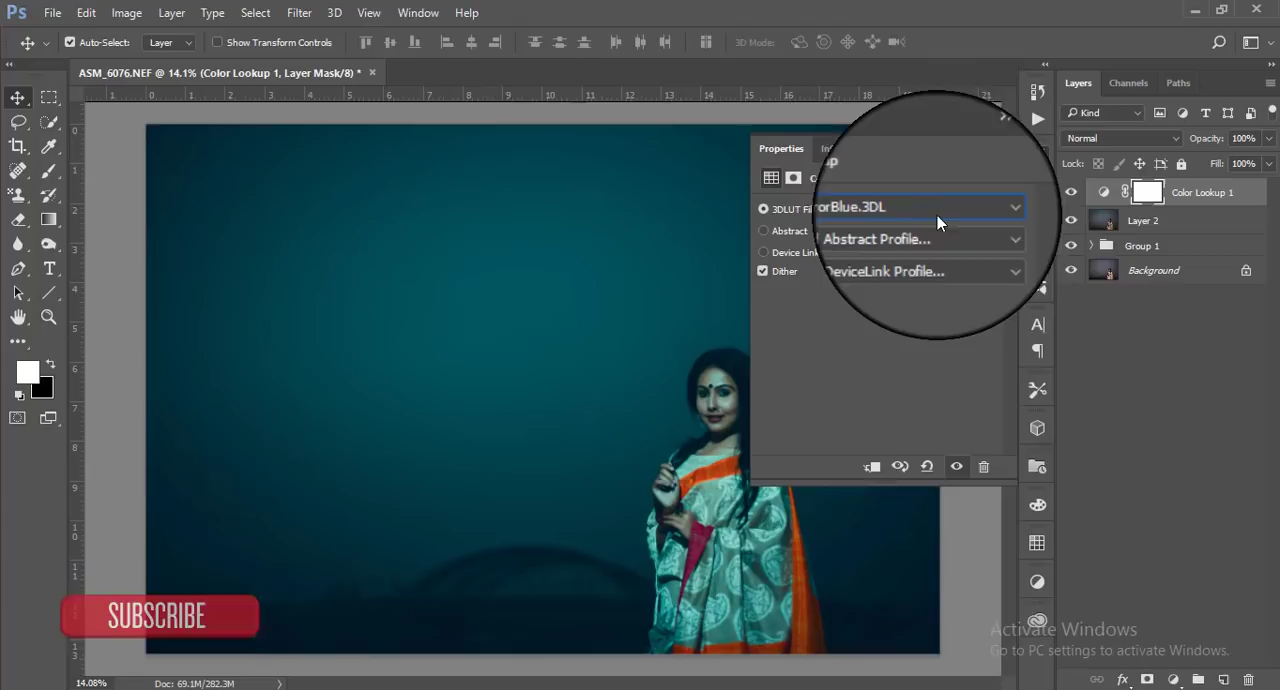 Ps File Edit Image Layer Type Select Filter 3D View Window Help
Auto-Select: Layer Show Transform Controls 3D Mode:
ASM_6076.NEF @ 14.1% (Color Lookup 1, Layer Mask/8) * ×
Layers Channels Paths
Kind
Normal Opacity: 100%
Lock: Fill: 100%
Color Lookup 1
Layer 2
Group 1
Background
Properties
3DLUT orBlue.3DL
Abstract Abstract Profile...
Device Link DeviceLink Profile...
Dither
SUBSCRIBE
Activate Windows
Go to PC settings to activate Windows.
14.08% Doc: 69.1M/282.3M